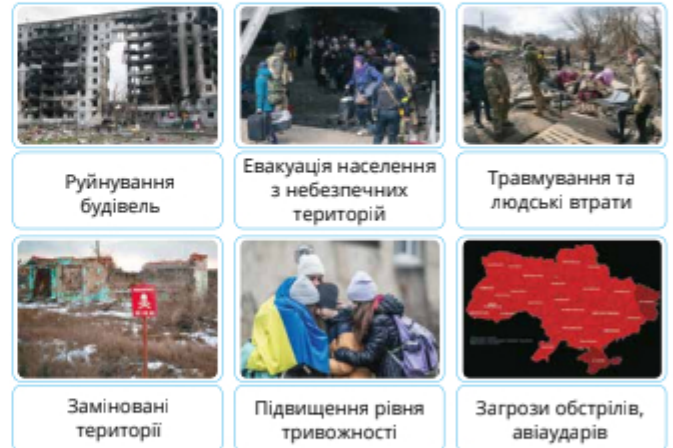 Руйнування
будівель
Евакуація населення
з небезпечних
територій
Травмування та
людські втрати
Заміновані
території
Підвищення рівня
тривожності
Загрози обстрілів,
авіаударів